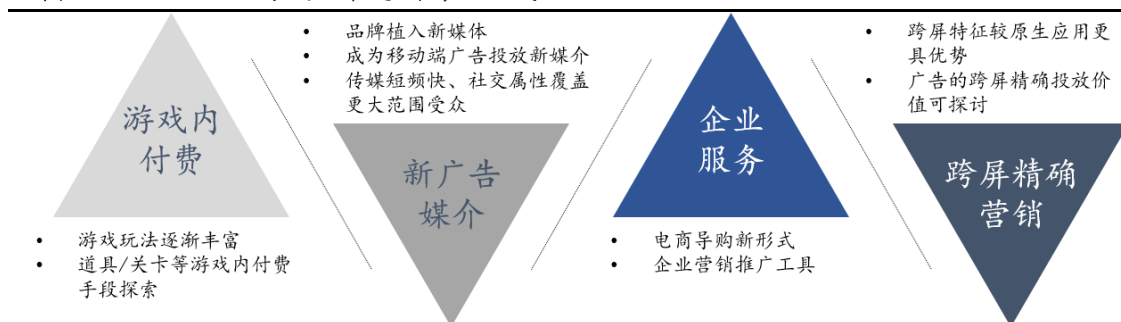 游戏内
付费
• 游戏玩法逐渐丰富
• 道具/关卡等游戏内付费
手段探索
• 品牌植入新媒体
• 成为移动端广告投放新媒介
• 传媒短频快、社交属性覆盖
更大范围受众
新广告
媒介
企业
服务
• 电商导购新形式
• 企业营销推广工具
• 跨屏特征较原生应用更
具优势
• 广告的跨屏精确投放价
值可探讨
跨屏精确
营销